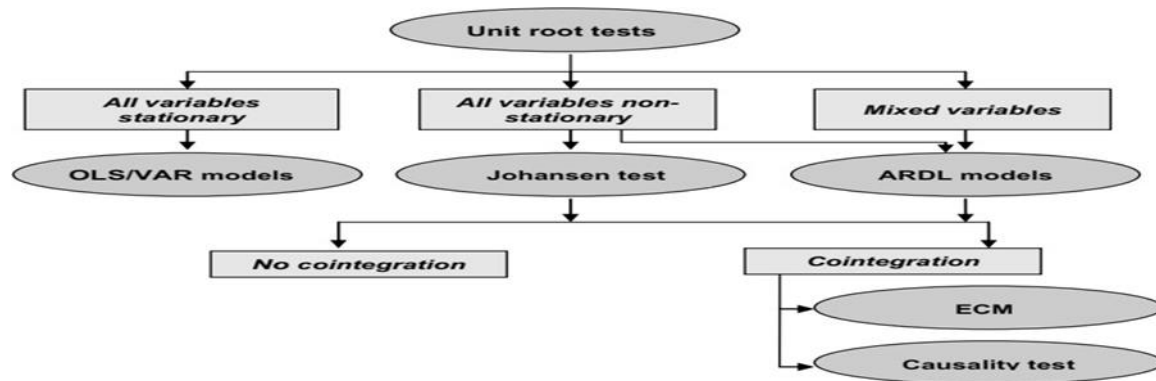 Unit root tests
All variables
stationary
All variables non-
stationary
Mixed variables
OLS/VAR models
Johansen test
ARDL models
No cointegration
Cointegration
ECM
Causality test